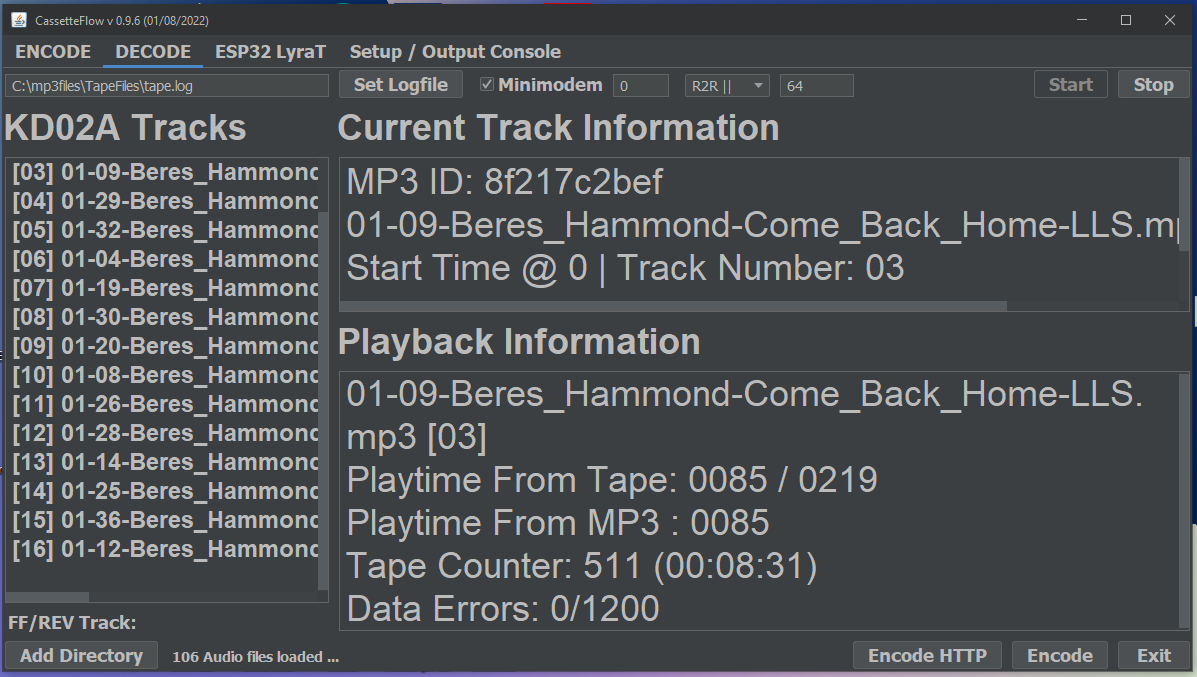 CassetteFlow v 0.9.6 (01/08/2022)
ENCODE DECODE ESP32 LyraT Setup / Output Console
C:\mp3files\TapeFiles\tape.log Set Logfile Minimodem 0 R2R || 64 Start Stop
KD02A Tracks
[03] 01-09-Beres_Hammond
[04] 01-29-Beres_Hammond
[05] 01-32-Beres_Hammond
[06] 01-04-Beres_Hammond
[07] 01-19-Beres_Hammond
[08] 01-30-Beres_Hammond
[09] 01-20-Beres_Hammond
[10] 01-08-Beres_Hammond
[11] 01-26-Beres_Hammond
[12] 01-28-Beres_Hammond
[13] 01-14-Beres_Hammond
[14] 01-25-Beres_Hammond
[15] 01-36-Beres_Hammond
[16] 01-12-Beres_Hammond
FF/REV Track:
Current Track Information
MP3 ID: 8f217c2bef
01-09-Beres_Hammond-Come_Back_Home-LLS.mp
Start Time @ 0 | Track Number: 03
Playback Information
01-09-Beres_Hammond-Come_Back_Home-LLS.
mp3 [03]
Playtime From Tape: 0085 / 0219
Playtime From MP3 : 0085
Tape Counter: 511 (00:08:31)
Data Errors: 0/1200
Add Directory 106 Audio files loaded ... Encode HTTP Encode Exit